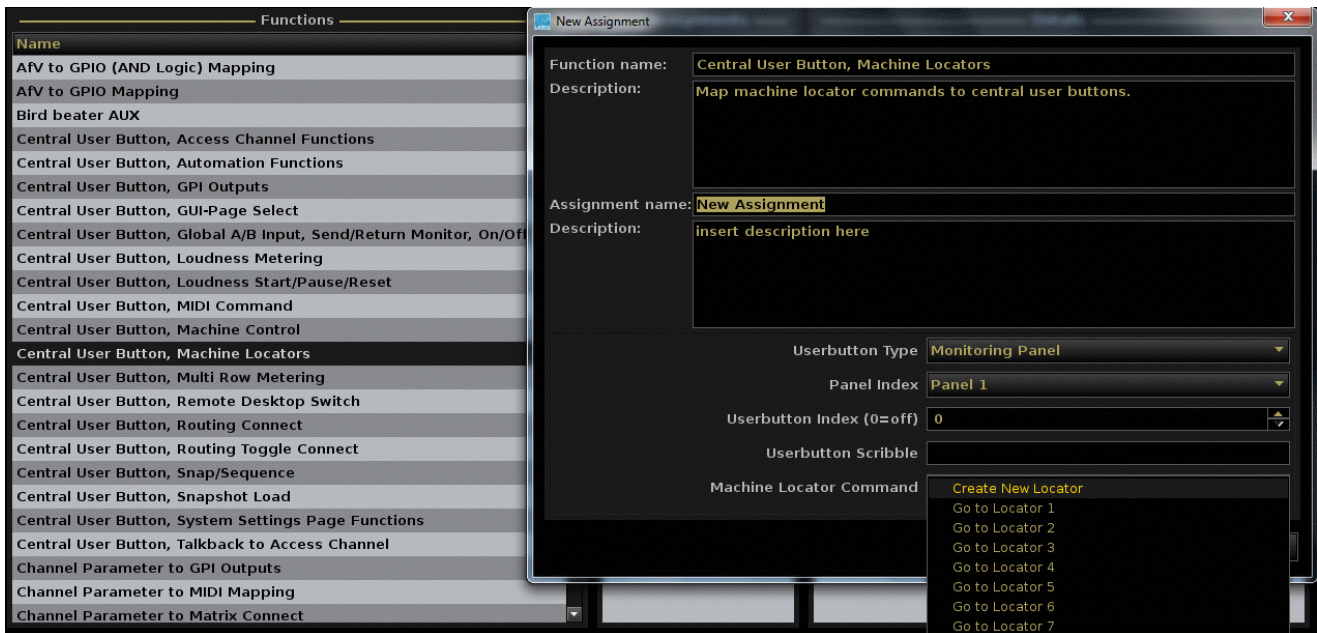 Functions
Name
AfV to GPIO (AND Logic) Mapping
AfV to GPIO Mapping
Bird beater AUX
Central User Button, Access Channel Functions
Central User Button, Automation Functions
Central User Button, GPI Outputs
Central User Button, GUI-Page Select
Central User Button, Global A/B Input, Send/Return Monitor, On/Off
Central User Button, Loudness Metering
Central User Button, Loudness Start/Pause/Reset
Central User Button, MIDI Command
Central User Button, Machine Control
Central User Button, Machine Locators
Central User Button, Multi Row Metering
Central User Button, Remote Desktop Switch
Central User Button, Routing Connect
Central User Button, Routing Toggle Connect
Central User Button, Snap/Sequence
Central User Button, Snapshot Load
Central User Button, System Settings Page Functions
Central User Button, Talkback to Access Channel
Channel Parameter to GPI Outputs
Channel Parameter to MIDI Mapping
Channel Parameter to Matrix Connect
New Assignment
Details
Function name: Central User Button, Machine Locators
Description: Map machine locator commands to central user buttons.
Assignment name: New Assignment
Description: insert description here
Userbutton Type Monitoring Panel
Panel Index Panel 1
Userbutton Index (0=off) 0
Userbutton Scribble
Machine Locator Command Create New Locator
Go to Locator 1
Go to Locator 2
Go to Locator 3
Go to Locator 4
Go to Locator 5
Go to Locator 6
Go to Locator 7